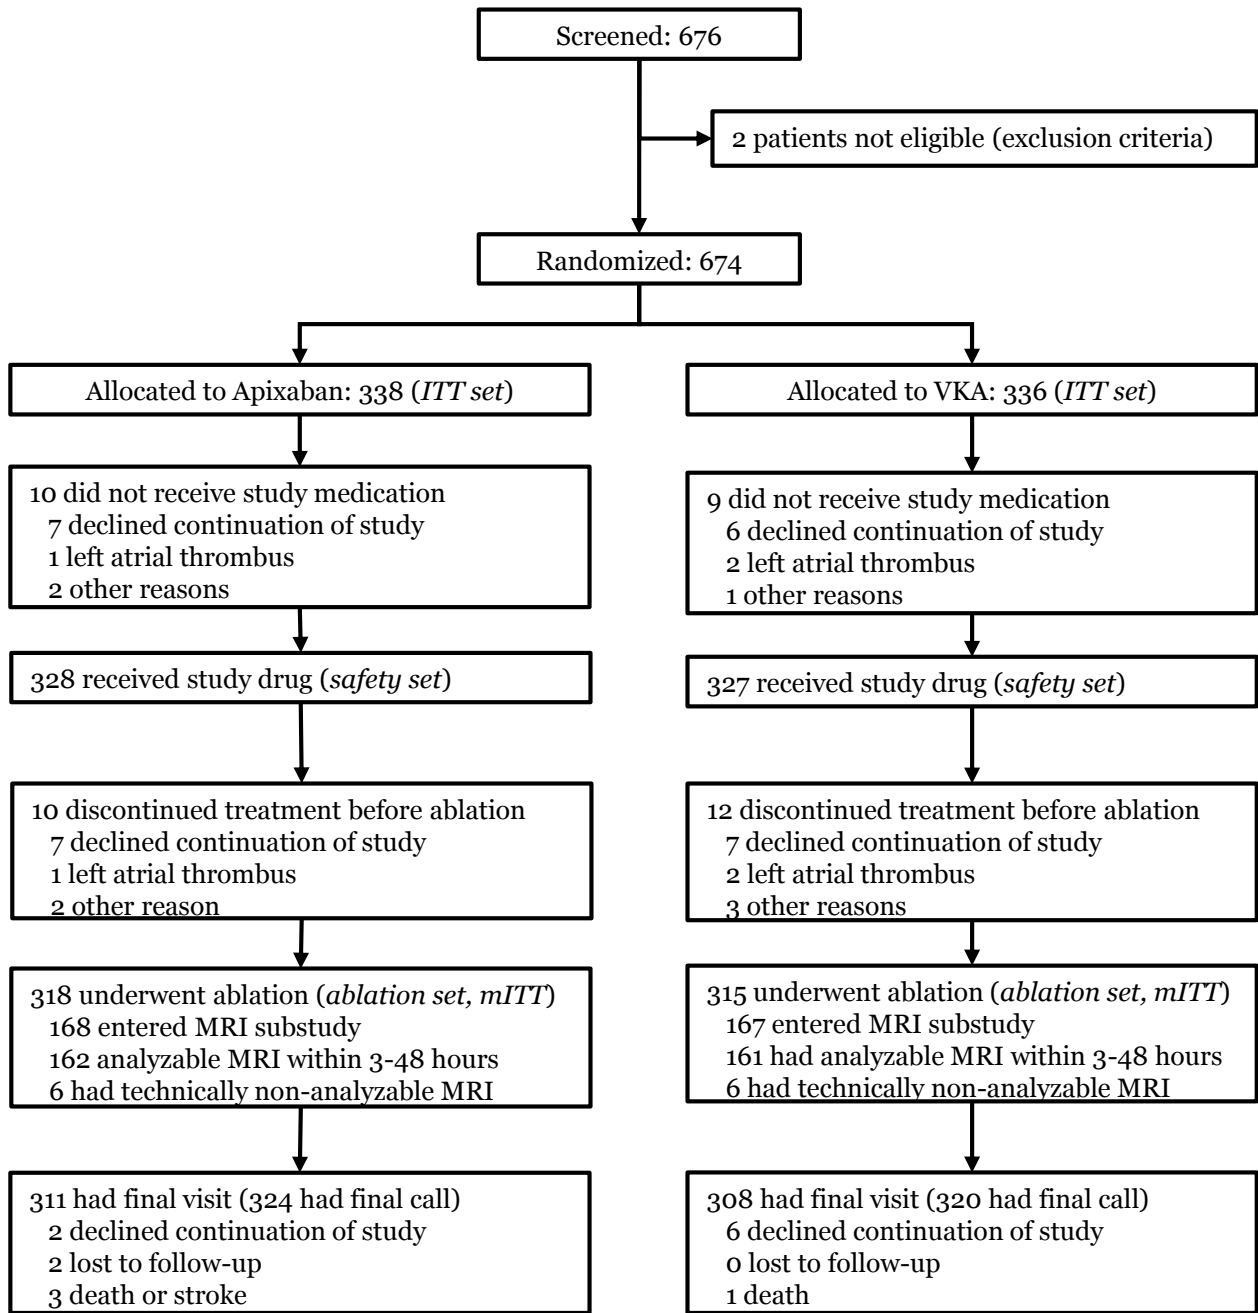 Screened: 676
2 patients not eligible (exclusion criteria)
Randomized: 674
Allocated to Apixaban: 338 (ITT set)
10 did not receive study medication
7 declined continuation of study
1 left atrial thrombus
2 other reasons
328 received study drug (safety set)
10 discontinued treatment before ablation
7 declined continuation of study
1 left atrial thrombus
2 other reason
318 underwent ablation (ablation set, mITT)
168 entered MRI substudy
162 analyzable MRI within 3-48 hours
6 had technically non-analyzable MRI
311 had final visit (324 had final call)
2 declined continuation of study
2 lost to follow-up
3 death or stroke
Allocated to VKA: 336 (ITT set)
9 did not receive study medication
6 declined continuation of study
2 left atrial thrombus
1 other reasons
327 received study drug (safety set)
12 discontinued treatment before ablation
7 declined continuation of study
2 left atrial thrombus
3 other reasons
315 underwent ablation (ablation set, mITT)
167 entered MRI substudy
161 had analyzable MRI within 3-48 hours
6 had technically non-analyzable MRI
308 had final visit (320 had final call)
6 declined continuation of study
0 lost to follow-up
1 death